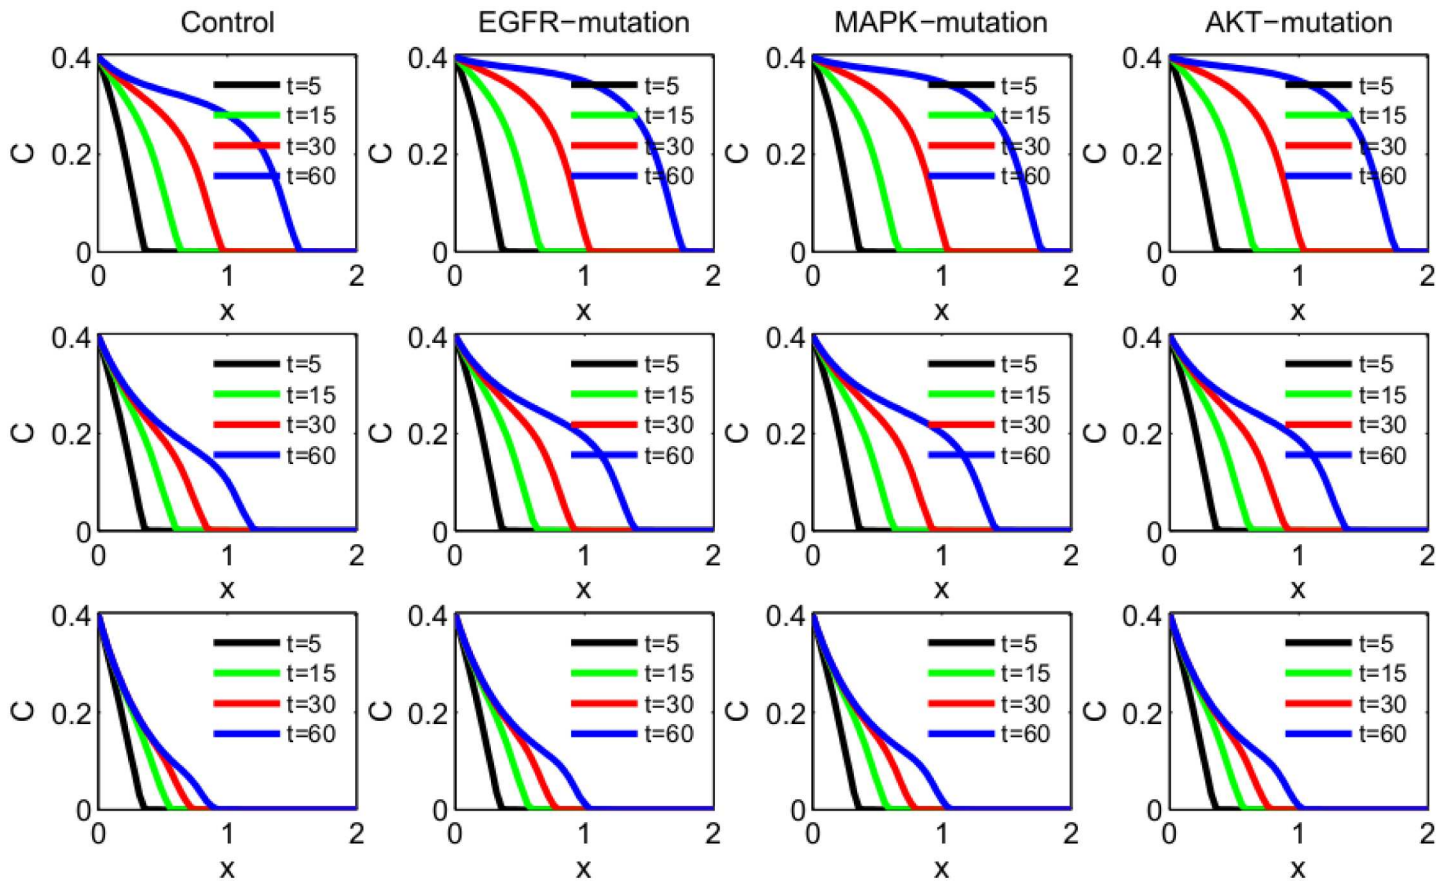 Control EGFR−mutation MAPK−mutation AKT−mutation
0.4 0.4 0.4 0.4
t=5 t=5 t=5 t=5
t=15 t=15 t=15 t=15
C 0.2 t=30 C 0.2 t=30 C 0.2 t=30 C 0.2 t=30
t=60 t=60 t=60 t=60
0 0 0 0
0 1 2 0 1 2 0 1 2 0 1 2
x x x x
0.4 0.4 0.4 0.4
t=5 t=5 t=5 t=5
t=15 t=15 t=15 t=15
C 0.2 t=30 C 0.2 t=30 C 0.2 t=30 C 0.2 t=30
t=60 t=60 t=60 t=60
0 0 0 0
0 1 2 0 1 2 0 1 2 0 1 2
x x x x
0.4 0.4 0.4 0.4
t=5 t=5 t=5 t=5
t=15 t=15 t=15 t=15
C 0.2 t=30 C 0.2 t=30 C 0.2 t=30 C 0.2 t=30
t=60 t=60 t=60 t=60
0 0 0 0
0 1 2 0 1 2 0 1 2 0 1 2
x x x x